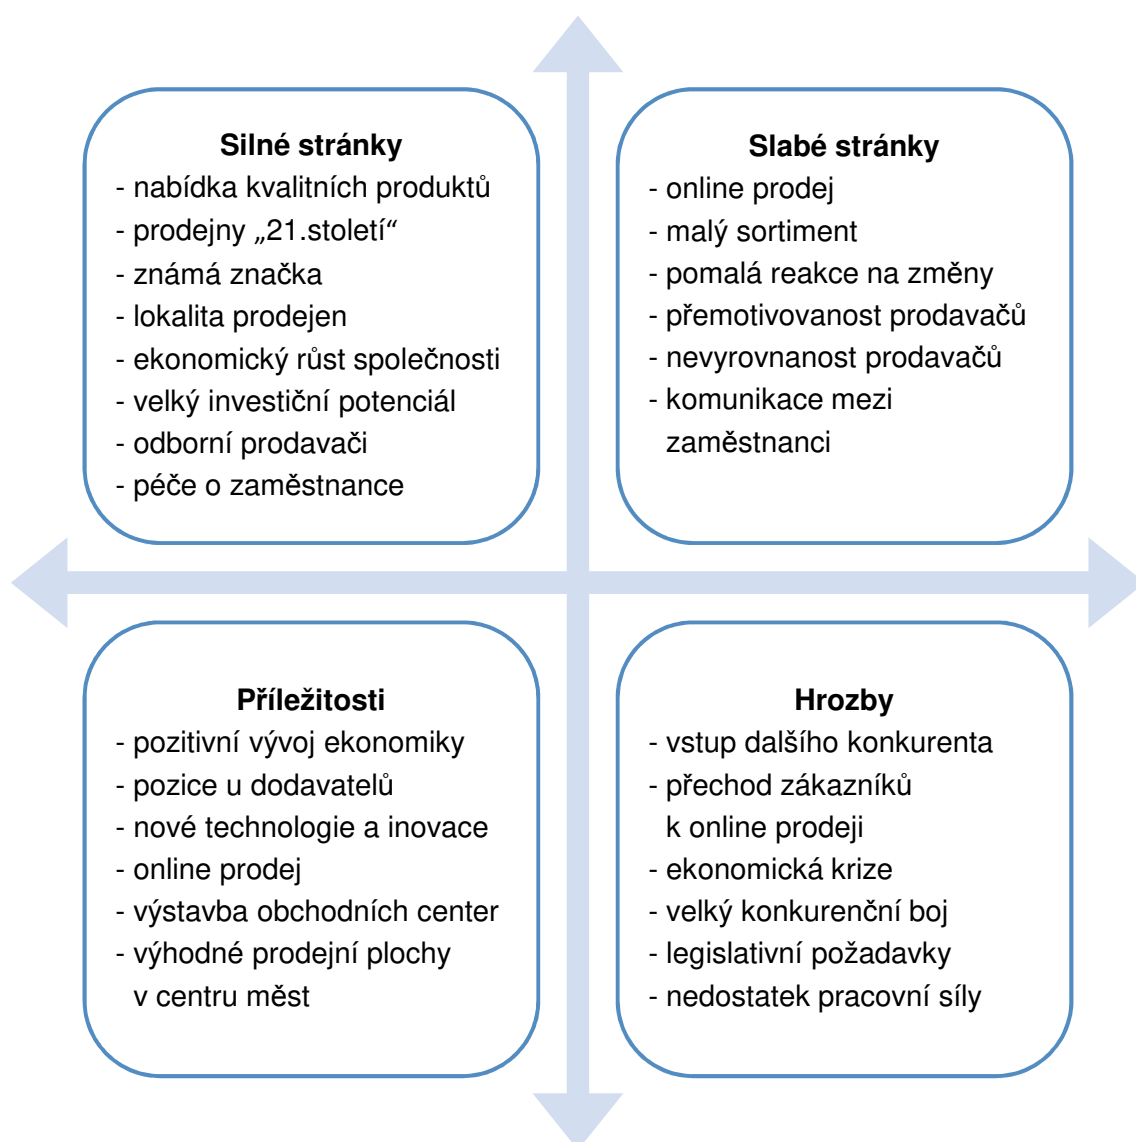 Silné stránky
- nabídka kvalitních produktů
- prodejny „21.století“
- známá značka
- lokalita prodejen
- ekonomický růst společnosti
- velký investiční potenciál
- odborní prodavači
- péče o zaměstnance
Slabé stránky
- online prodej
- malý sortiment
- pomalá reakce na změny
- přemotivovanost prodavačů
- nevyrovnanost prodavačů
- komunikace mezi
zaměstnanci
Příležitosti
- pozitivní vývoj ekonomiky
- pozice u dodavatelů
- nové technologie a inovace
- online prodej
- výstavba obchodních center
- výhodné prodejní plochy
v centru měst
Hrozby
- vstup dalšího konkurenta
- přechod zákazníků
k online prodeji
- ekonomická krize
- velký konkurenční boj
- legislativní požadavky
- nedostatek pracovní síly